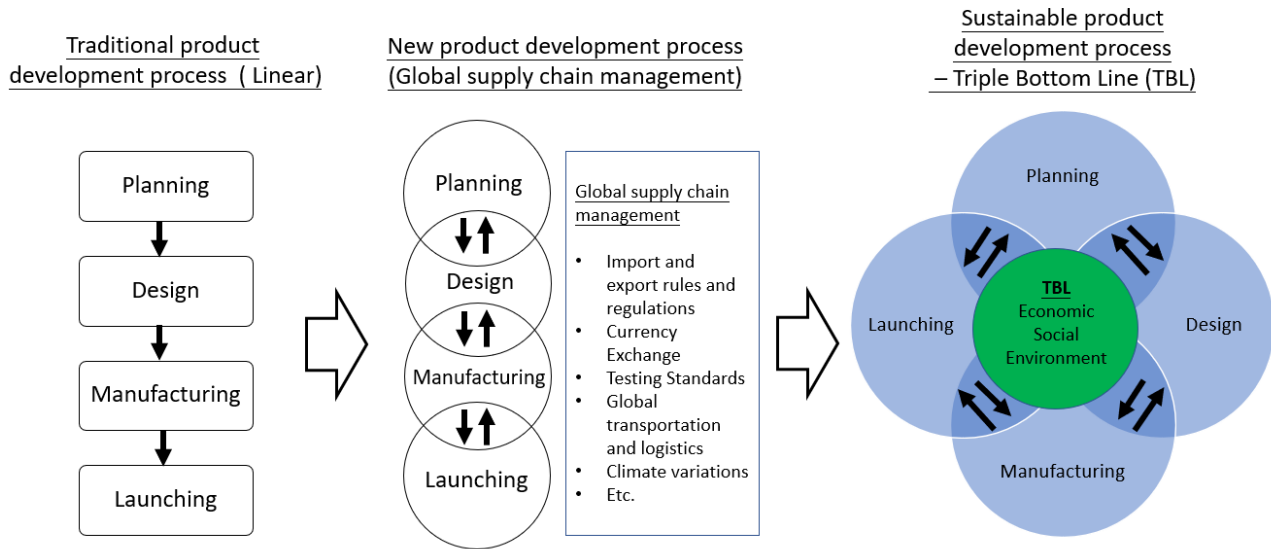 Traditional product
development process  ( Linear)
Planning
Design
Manufacturing
Launching
New product development process
(Global supply chain management)
Planning
Design
Manufacturing
Launching
Global supply chain
management
• Import and
export rules and
regulations
• Currency
Exchange
• Testing Standards
• Global
transportation
and logistics
• Climate variations
• Etc.
Sustainable product
development process
– Triple Bottom Line (TBL)
Planning
Launching
TBL
Economic
Social
Environment
Design
Manufacturing